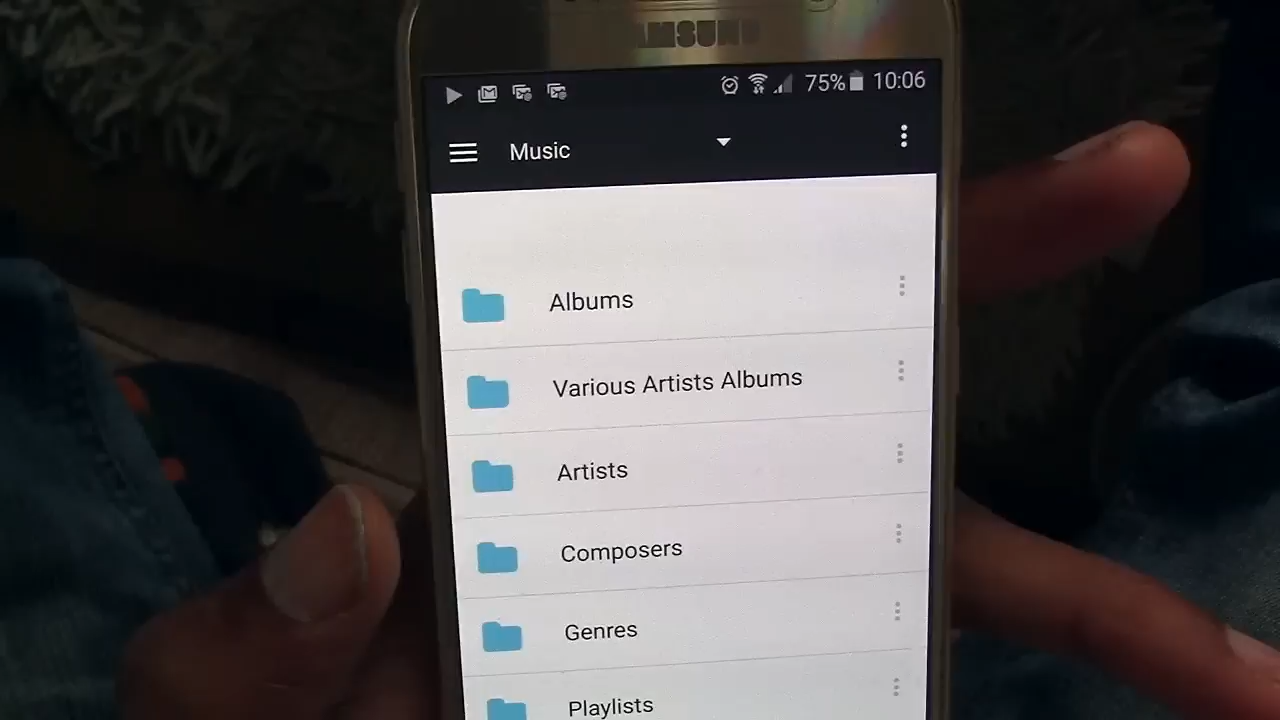 SAMSUNG
75% 10:06
Music
Albums
Various Artists Albums
Artists
Composers
Genres
Playlists